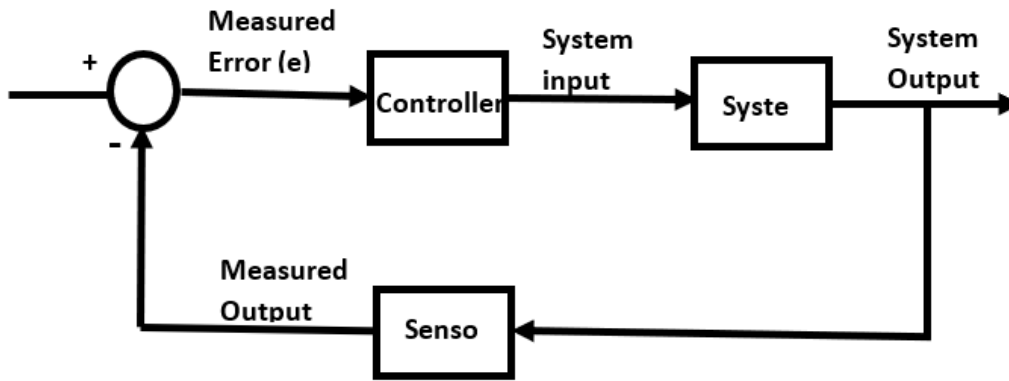 Measured
Error (e)
+
-
Controller
System
input
Syste
System
Output
Measured
Output
Senso